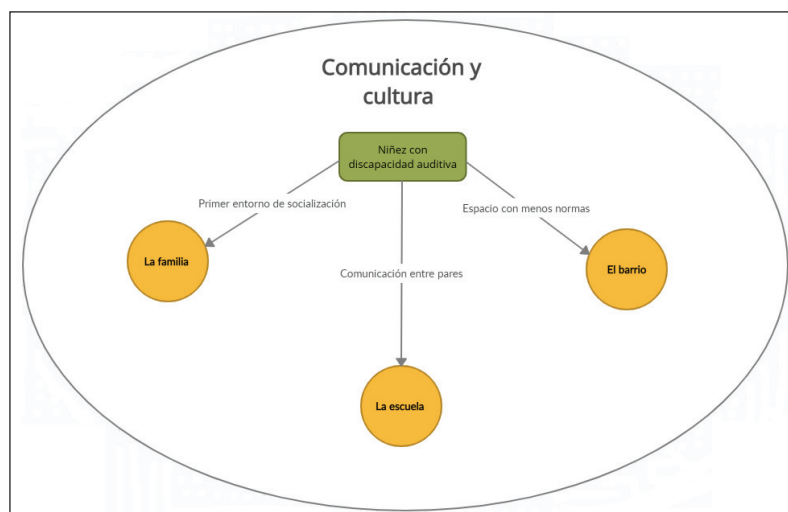 Comunicación y
cultura
Niñez con
discapacidad auditiva
Primer entorno de socialización
Espacio con menos normas
La familia
El barrio
Comunicación entre pares
La escuela